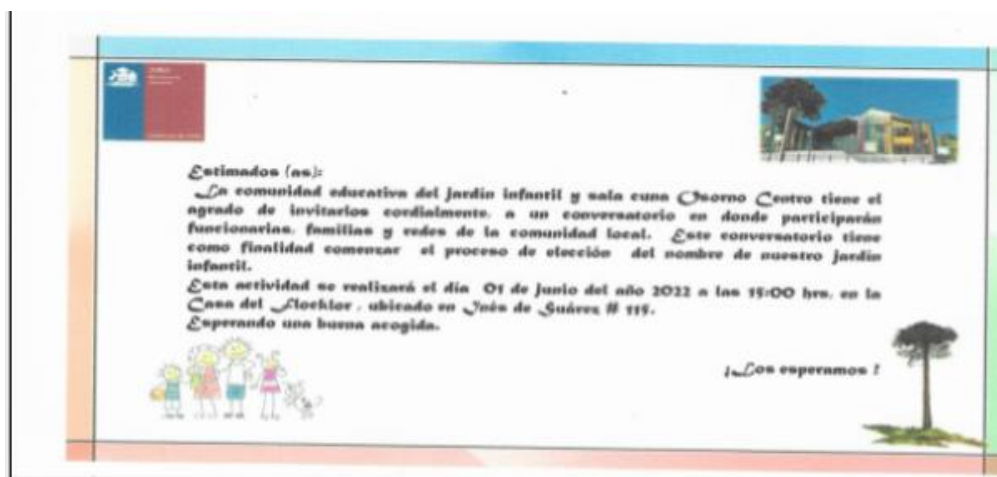 Estimados (as):
La comunidad educativa del Jardín infantil y sala cuna Osorno Centro tiene el
agrado de invitarlos cordialmente. a un conversatorio en donde participarán
funcionarias. familias y redes de la comunidad local. Este conversatorio tiene
como finalidad comenzar el proceso de elección del nombre de nuestro jardín
infantil.
Esta actividad se realizará el día 01 de Junio del año 2022 a las 15:00 hrs. en la
Casa del Flocklor . ubicado en Inés de Suárez # 115.
Esperando una buena acogida.
¡Los esperamos !